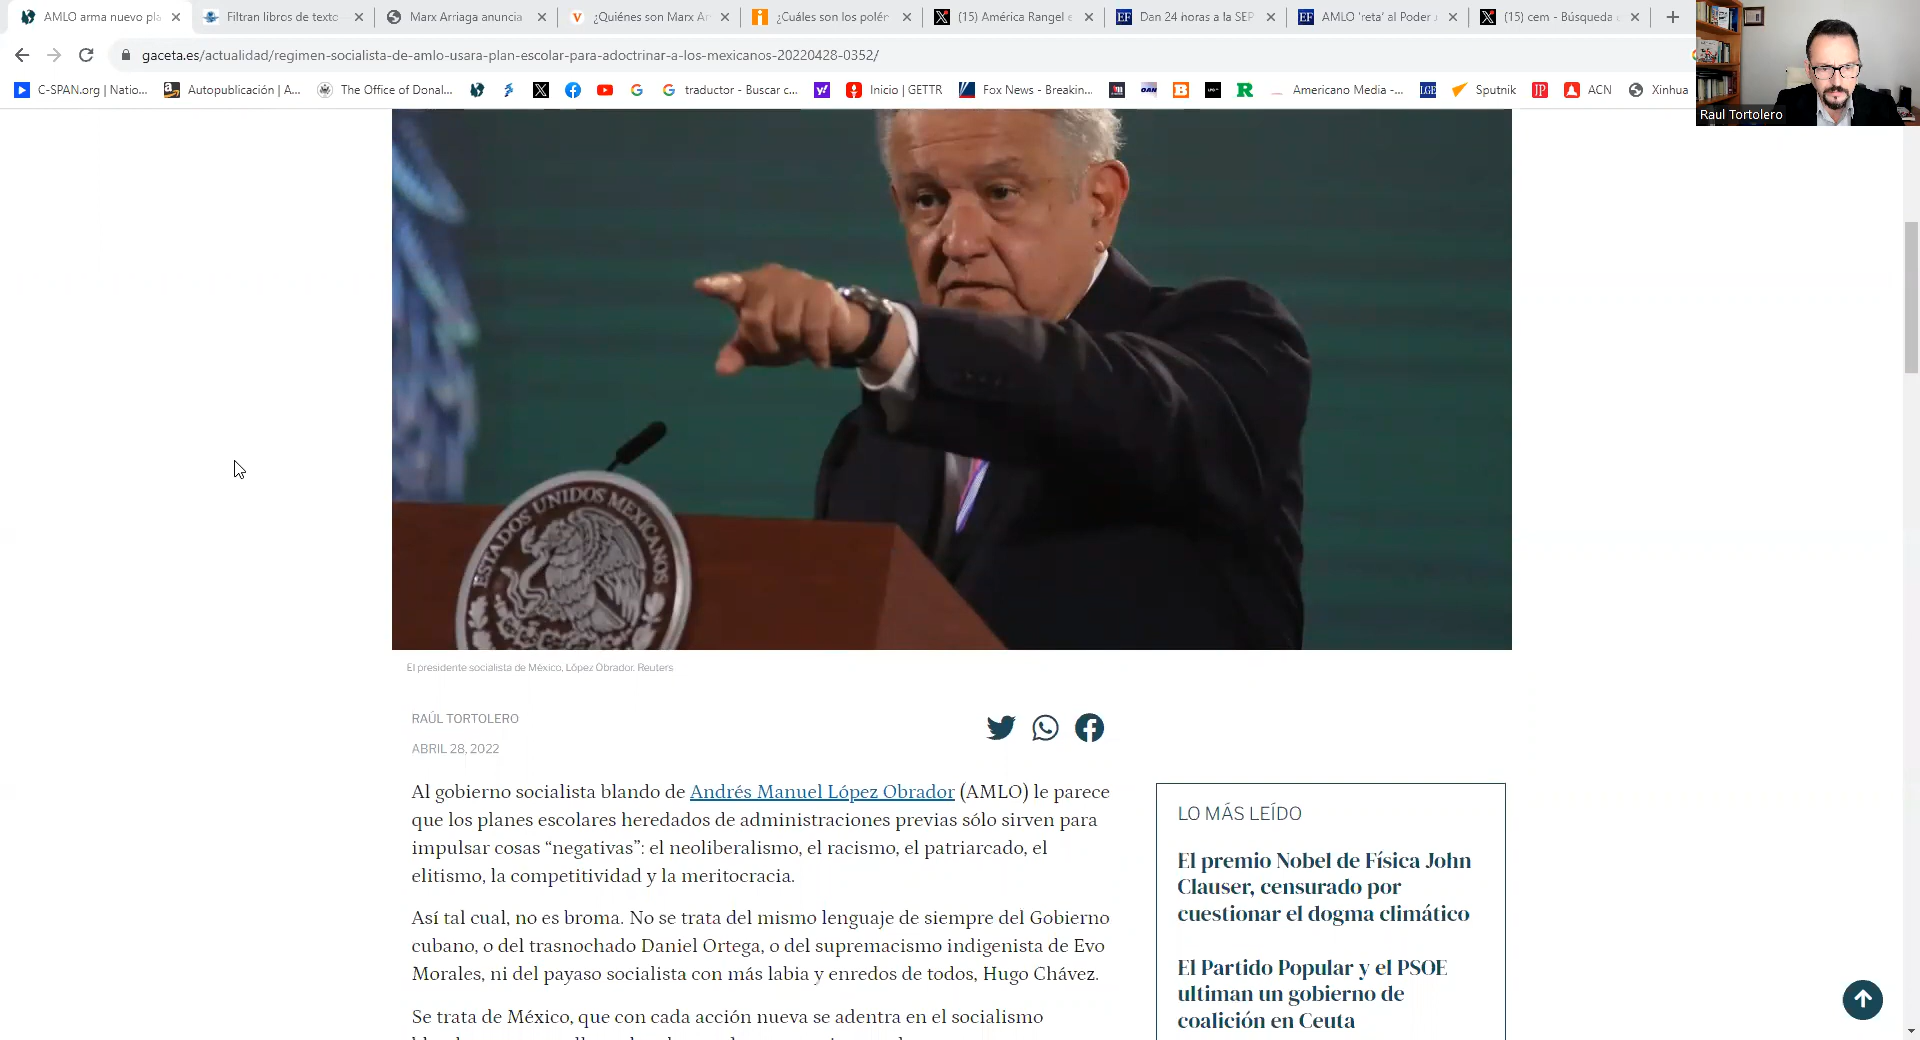 AMLO arma nuevo pla
Filtran libros de texto
Marx Arriaga anuncia
¿Quiénes son Marx Ar
¿Cuáles son los polém
(15) América Rangel e
Dan 24 horas a la SEP
AMLO 'reta' al Poder J
(15) cem - Búsqueda
gaceta.es/actualidad/regimen-socialista-de-amlo-usara-plan-escolar-para-adoctrinar-a-los-mexicanos-20220428-0352/
C-SPAN.org | Natio...
Autopublicación | A...
The Office of Donal...
traductor - Buscar c...
Inicio | GETTR
Fox News - Breakin...
OAN
Americano Media -...
LGE
Sputnik
JP
ACN
Xinhua
Raul Tortolero
ESTADOS UNIDOS MEXICANOS
El presidente socialista de México, López Obrador. Reuters
RAÚL TORTOLERO
ABRIL 28, 2022
Al gobierno socialista blando de Andrés Manuel López Obrador (AMLO) le parece
que los planes escolares heredados de administraciones previas sólo sirven para
impulsar cosas “negativas”: el neoliberalismo, el racismo, el patriarcado, el
elitismo, la competitividad y la meritocracia.
Así tal cual, no es broma. No se trata del mismo lenguaje de siempre del Gobierno
cubano, o del trasnochado Daniel Ortega, o del supremacismo indigenista de Evo
Morales, ni del payaso socialista con más labia y enredos de todos, Hugo Chávez.
Se trata de México, que con cada acción nueva se adentra en el socialismo
LO MÁS LEÍDO
El premio Nobel de Física John
Clauser, censurado por
cuestionar el dogma climático
El Partido Popular y el PSOE
ultiman un gobierno de
coalición en Ceuta